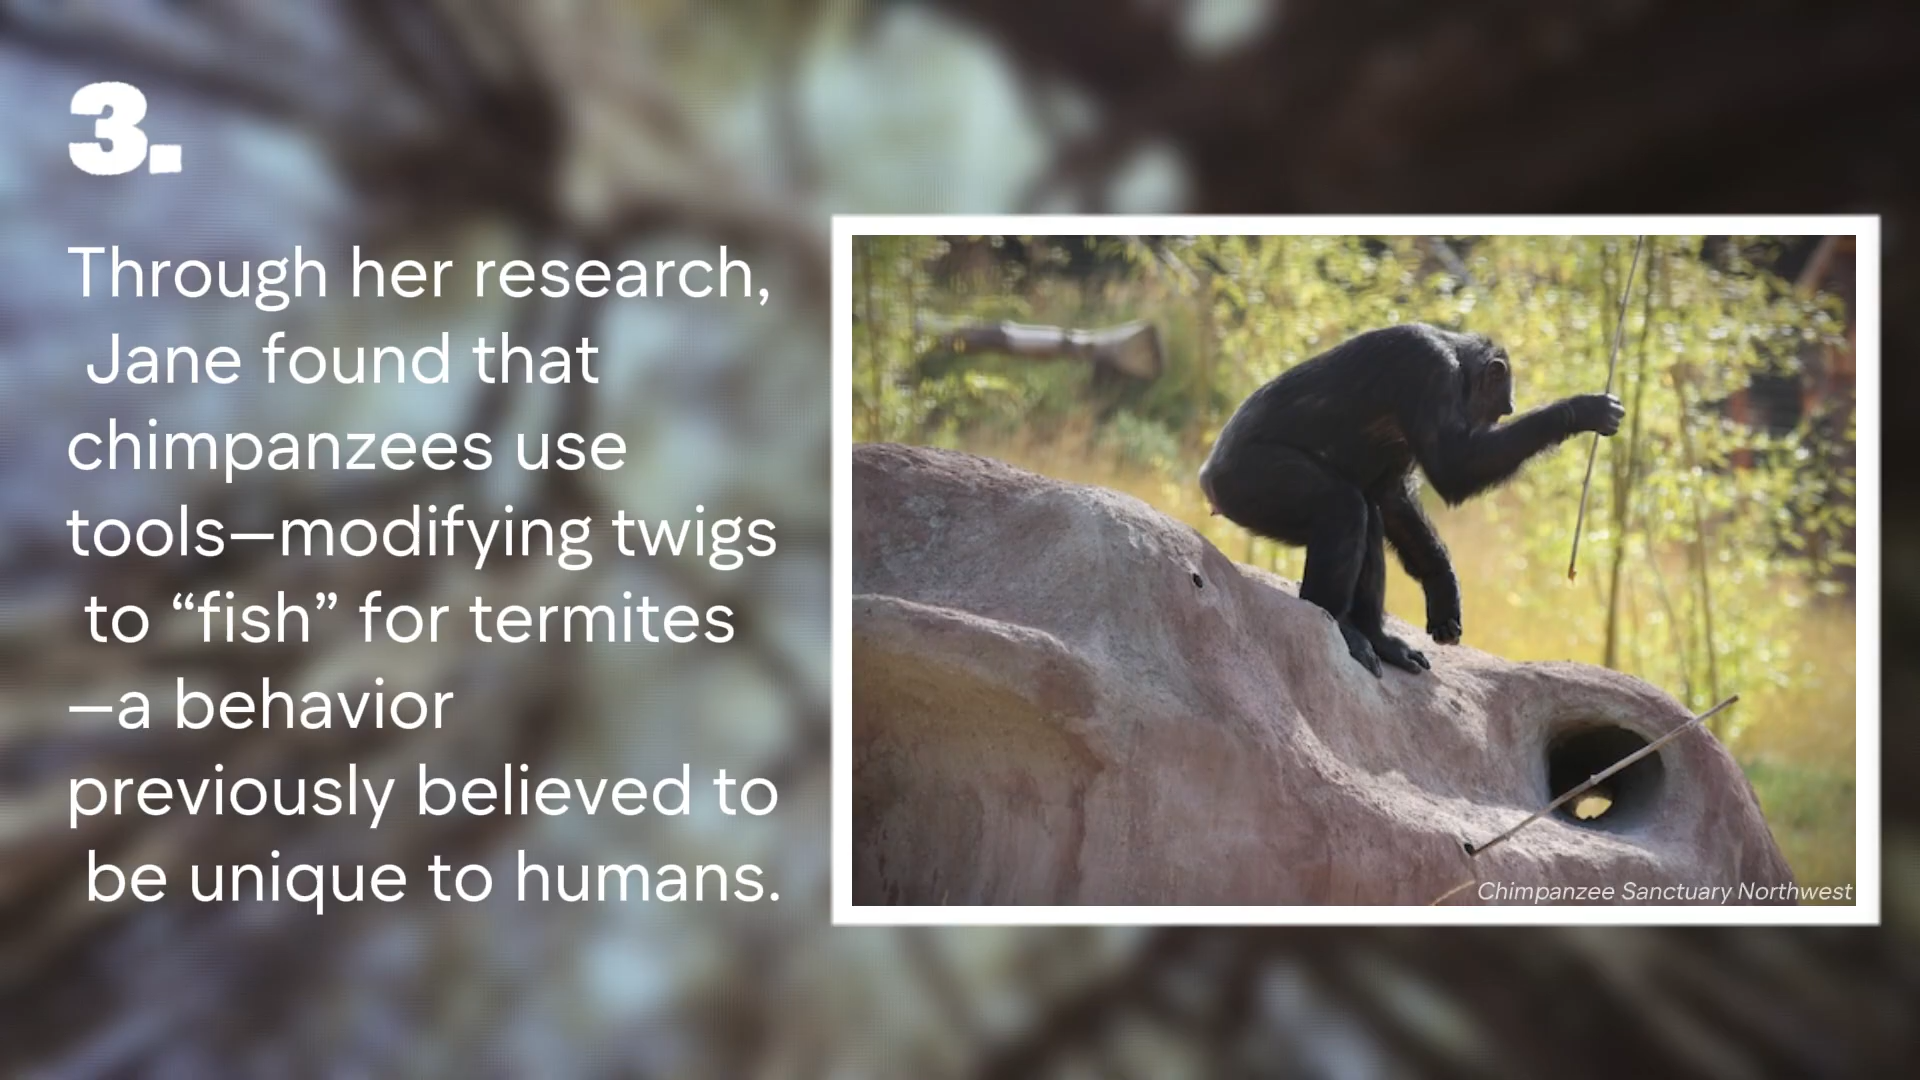 3.
Through her research,
Jane found that
chimpanzees use
tools—modifying twigs
to “fish” for termites
—a behavior
previously believed to
be unique to humans.
Chimpanzee Sanctuary Northwest